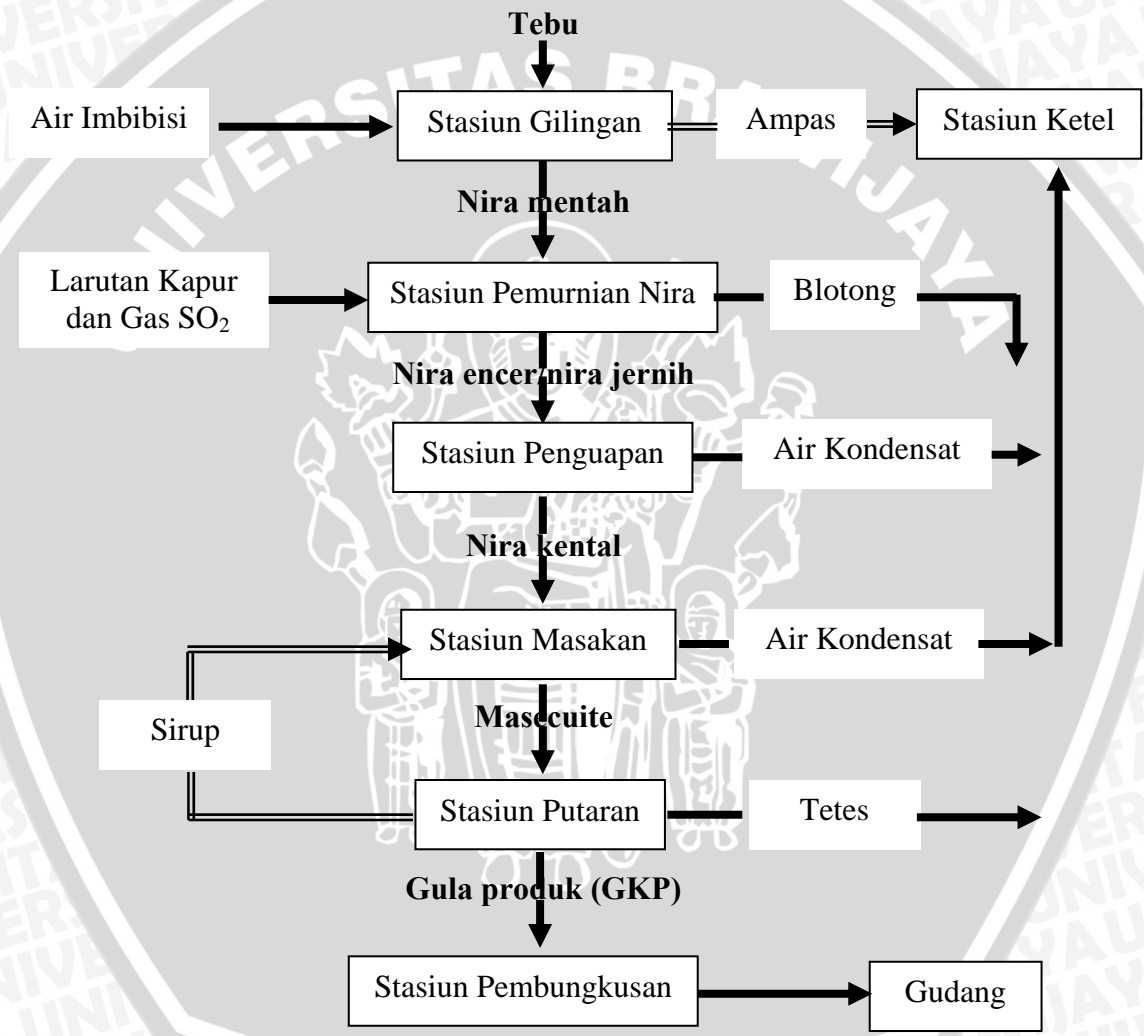 Tebu
Air Imbibisi
Stasiun Gilingan
Ampas
Stasiun Ketel
Nira mentah
Larutan Kapur
dan Gas SO₂
Stasiun Pemurnian Nira
Blotong
Nira encer/nira jernih
Stasiun Penguapan
Air Kondensat
Nira kental
Stasiun Masakan
Air Kondensat
Sirup
Masecuite
Stasiun Putaran
Tetes
Gula produk (GKP)
Stasiun Pembungkusan
Gudang
UNIVERSITAS BRAWIJAYA